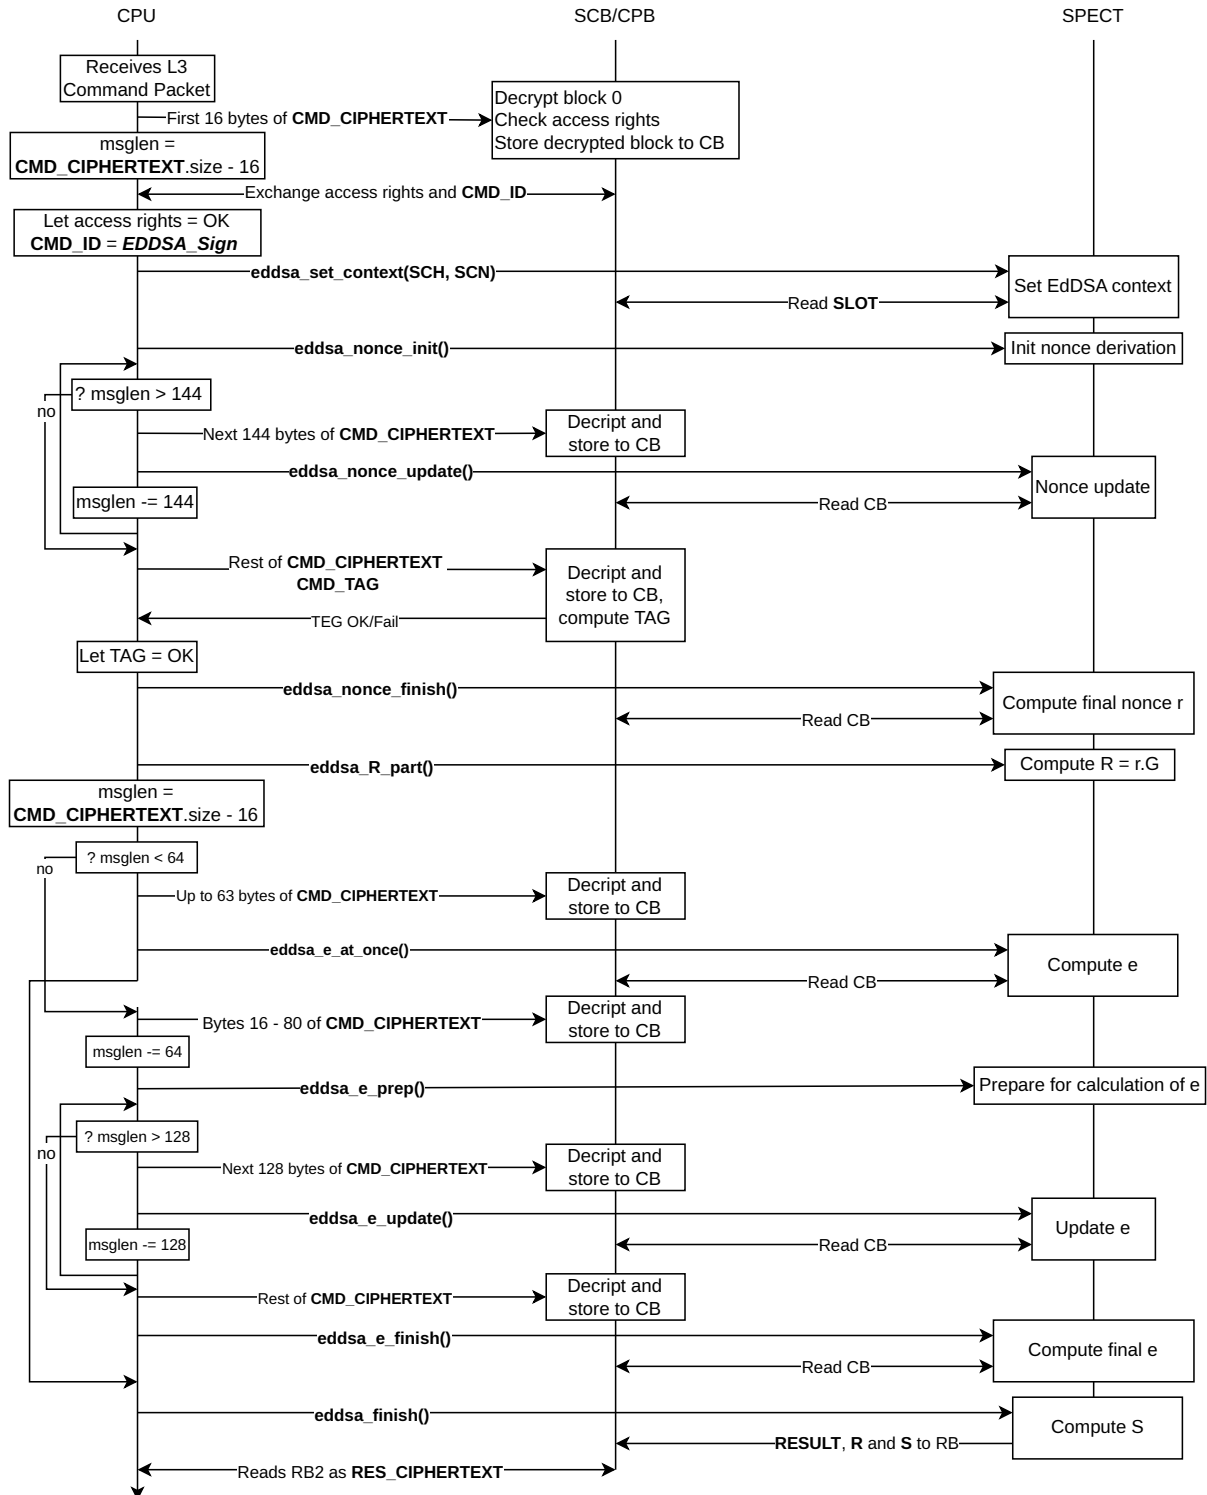 CPU
SCB/CPB
SPECT
Receives L3
Command Packet
First 16 bytes of CMD_CIPHERTEXT
Decrypt block 0
Check access rights
Store decrypted block to CB
msglen =
CMD_CIPHERTEXT.size - 16
Exchange access rights and CMD_ID
Let access rights = OK
CMD_ID = EDDSA_Sign
eddsa_set_context(SCH, SCN)
Set EdDSA context
Read SLOT
eddsa_nonce_init()
Init nonce derivation
? msglen > 144
no
Next 144 bytes of CMD_CIPHERTEXT
Decript and
store to CB
eddsa_nonce_update()
Nonce update
msglen -= 144
Read CB
Rest of CMD_CIPHERTEXT
CMD_TAG
Decript and
store to CB,
compute TAG
TEG OK/Fail
Let TAG = OK
eddsa_nonce_finish()
Compute final nonce r
Read CB
eddsa_R_part()
Compute R = r.G
msglen =
CMD_CIPHERTEXT.size - 16
? msglen < 64
no
Up to 63 bytes of CMD_CIPHERTEXT
Decript and
store to CB
eddsa_e_at_once()
Compute e
Read CB
Bytes 16 - 80 of CMD_CIPHERTEXT
Decript and
store to CB
msglen -= 64
eddsa_e_prep()
Prepare for calculation of e
? msglen > 128
no
Next 128 bytes of CMD_CIPHERTEXT
Decript and
store to CB
eddsa_e_update()
Update e
msglen -= 128
Read CB
Rest of CMD_CIPHERTEXT
Decript and
store to CB
eddsa_e_finish()
Compute final e
Read CB
eddsa_finish()
Compute S
RESULT, R and S to RB
Reads RB2 as RES_CIPHERTEXT